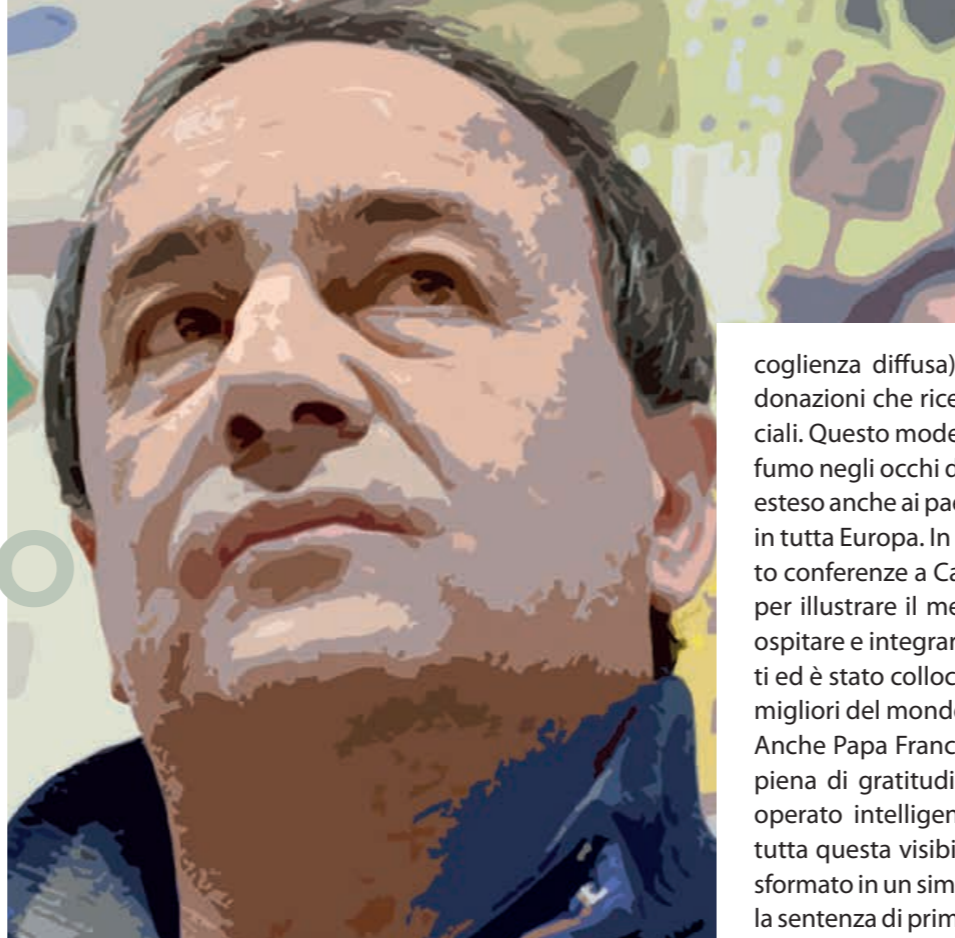 O
coglienza diffusa)
donazioni che rice
ciali. Questo mode
fumo negli occhi d
esteso anche ai pae
in tutta Europa. In
to conferenze a Ca
per illustrare il me
ospitare e integrar
ti ed è stato colloc
migliori del mondo
Anche Papa Franc
piena di gratitudi
operato intelligen
tutta questa visibi
sformato in un sim
la sentenza di prim